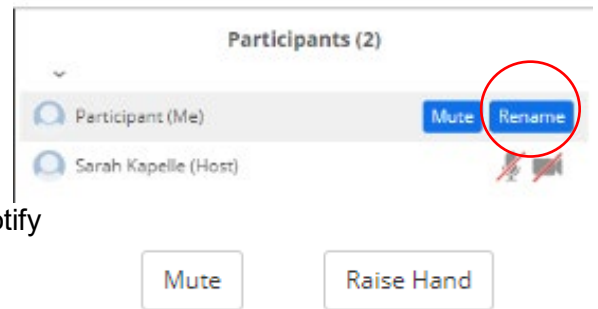 Participants (2)
Participant (Me) Mute Rename
Sarah Kapelle (Host)
otify
Mute Raise Hand